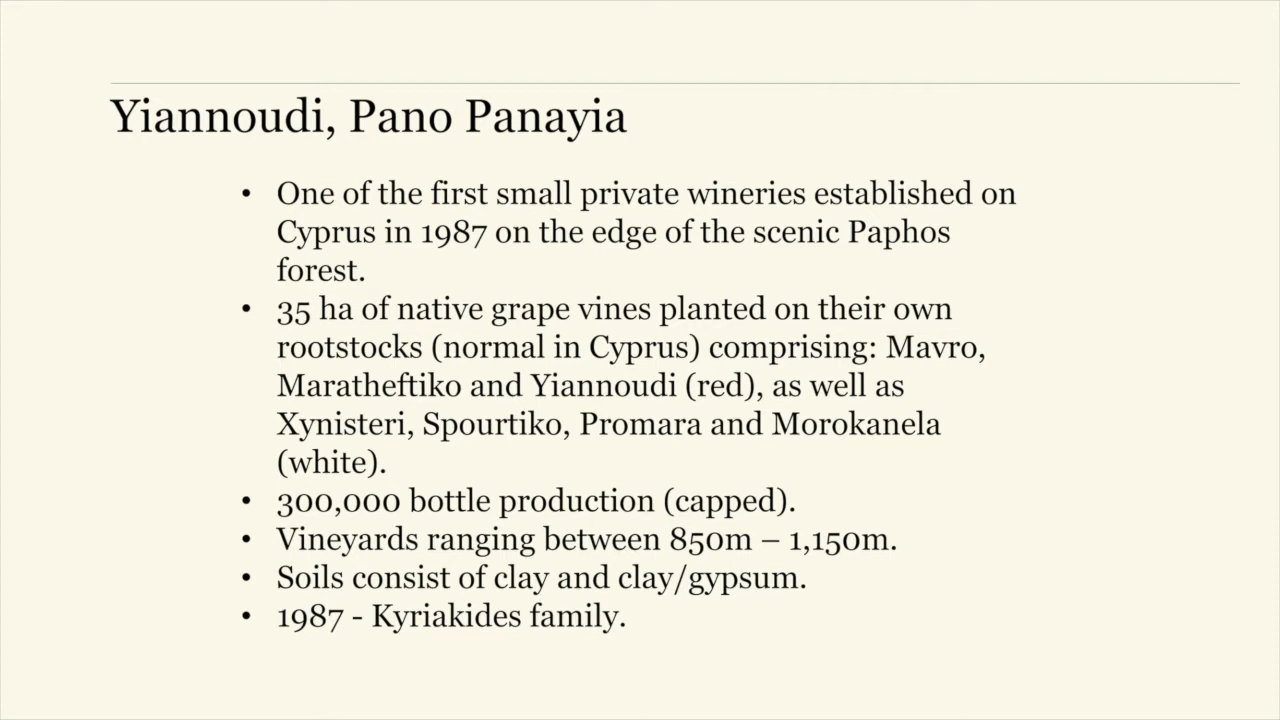 Yiannoudi, Pano Panayia
• One of the first small private wineries established on
Cyprus in 1987 on the edge of the scenic Paphos
forest.
• 35 ha of native grape vines planted on their own
rootstocks (normal in Cyprus) comprising: Mavro,
Maratheftiko and Yiannoudi (red), as well as
Xynisteri, Spourtiko, Promara and Morokanela
(white).
• 300,000 bottle production (capped).
• Vineyards ranging between 850m – 1,150m.
• Soils consist of clay and clay/gypsum.
• 1987 - Kyriakides family.